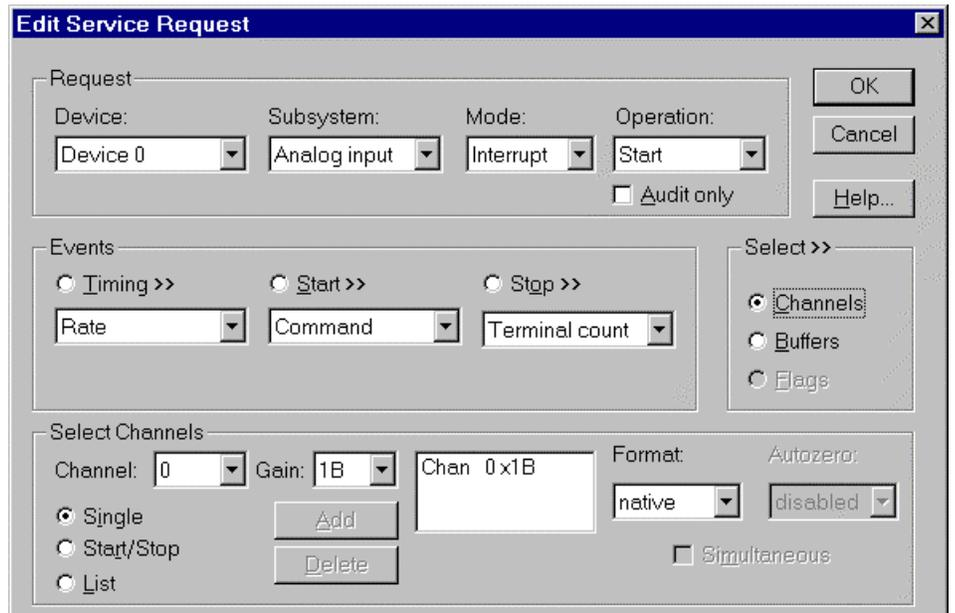 Edit Service Request
Request
OK
Device: Subsystem: Mode: Operation:
Cancel
Device 0 Analog input Interrupt Start
Audit only
Help...
Events
Select >>
Timing >> Start >> Stop >>
Channels
Rate Command Terminal count
Buffers
Flags
Select Channels
Channel: 0 Gain: 1B Chan 0 x1B Format: Autozero:
native disabled
Single Add
Start/Stop Simultaneous
Delete
List